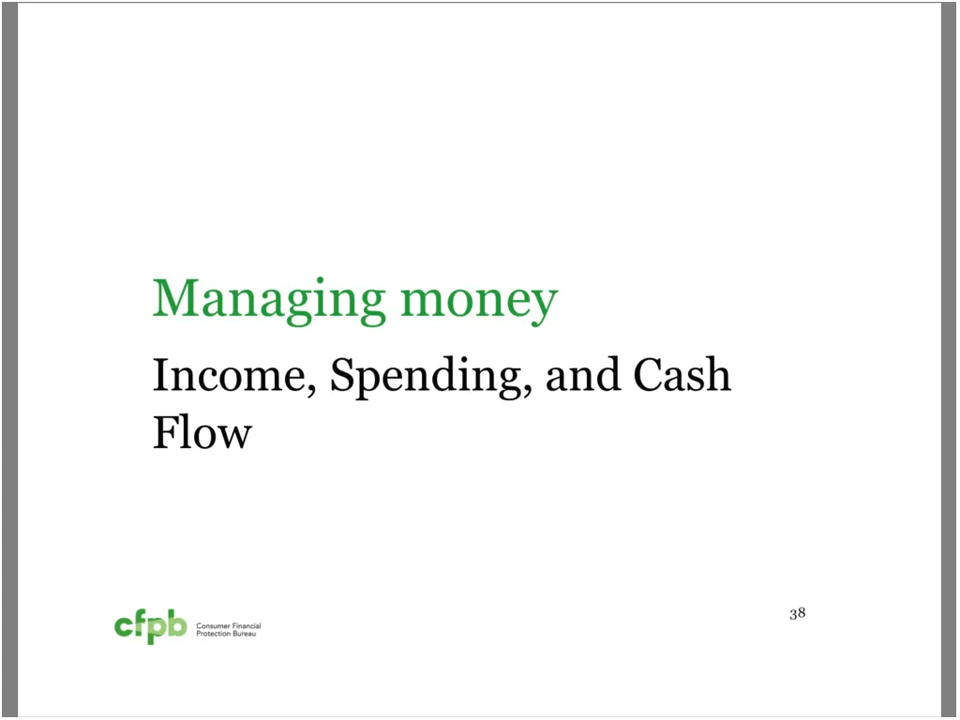 Managing money
Income, Spending, and Cash
Flow
cfpb
Consumer Financial
Protection Bureau
38